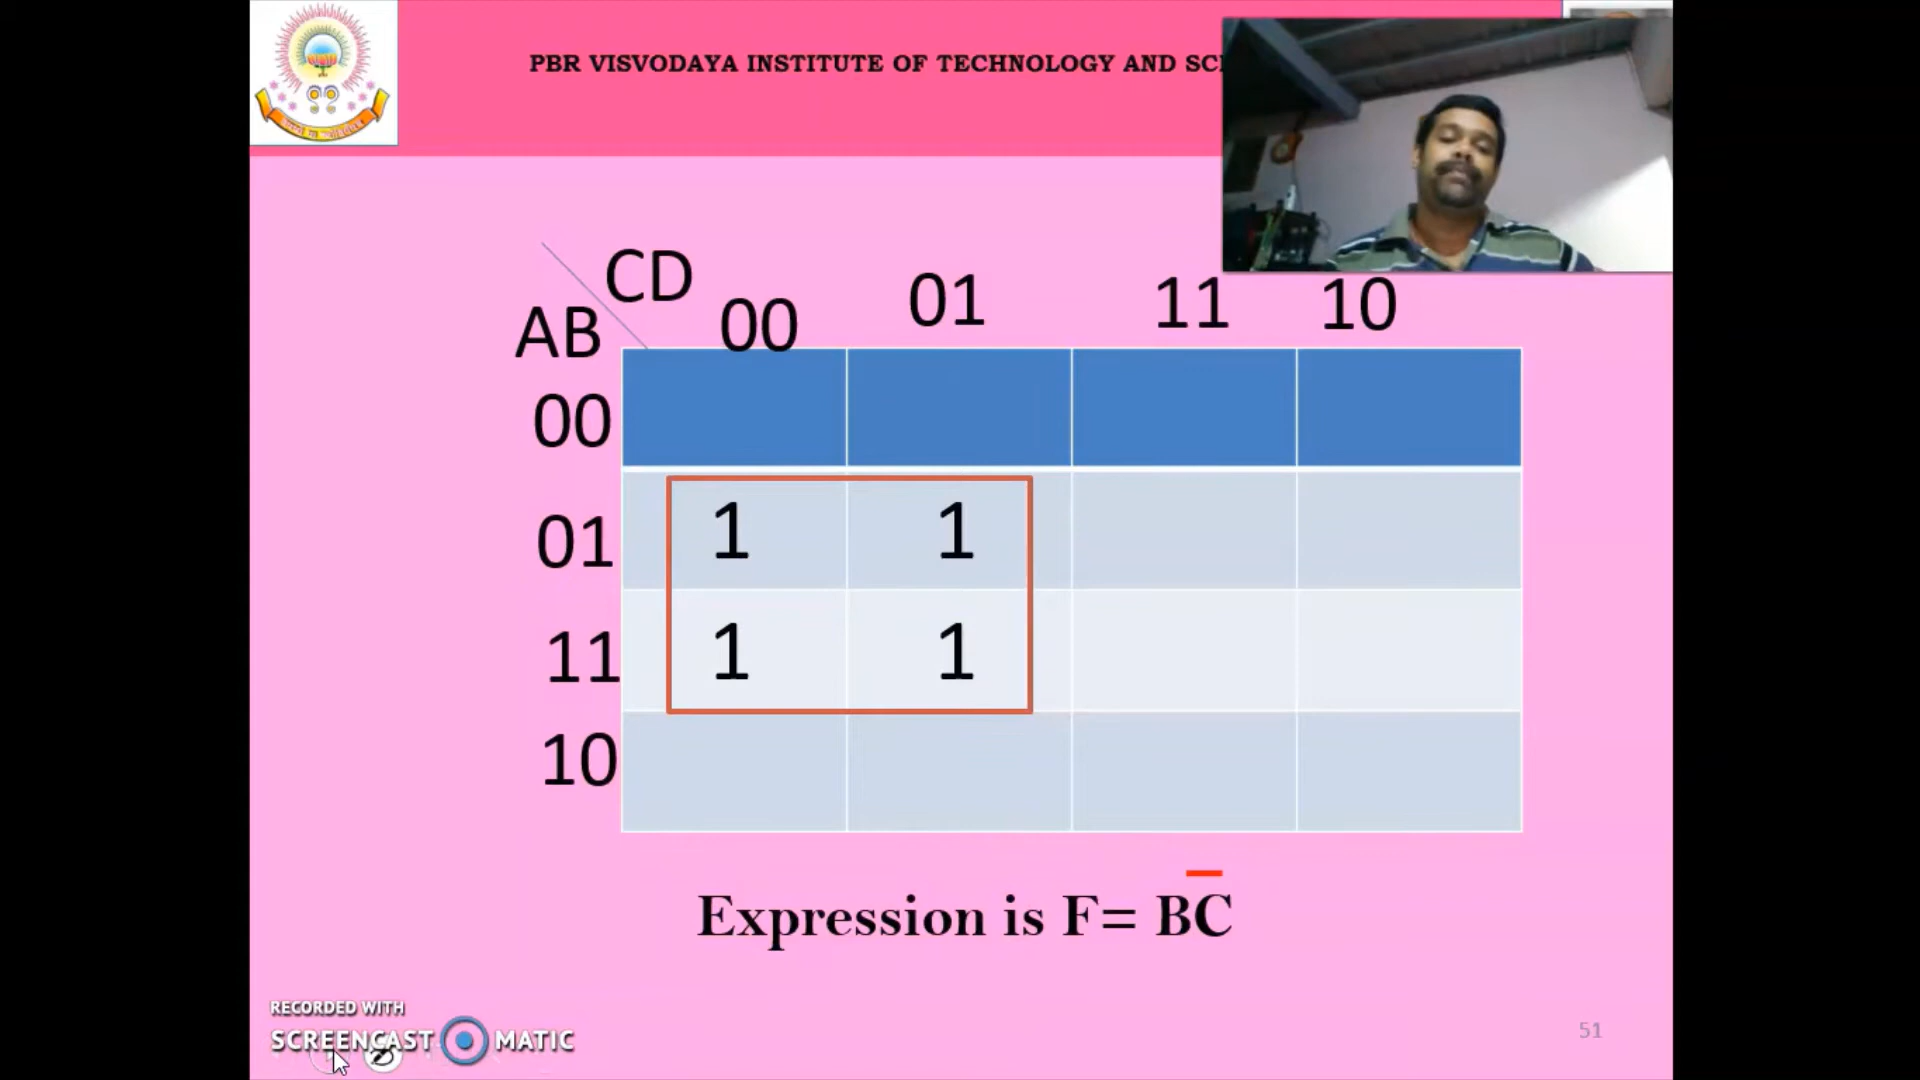 PBR VISVODAYA INSTITUTE OF TECHNOLOGY AND SCI
CD
AB
00 01 11 10
00
01 1 1
11 1 1
10
Expression is F= BC̅
RECORDED WITH
SCREENCAST MATIC
51